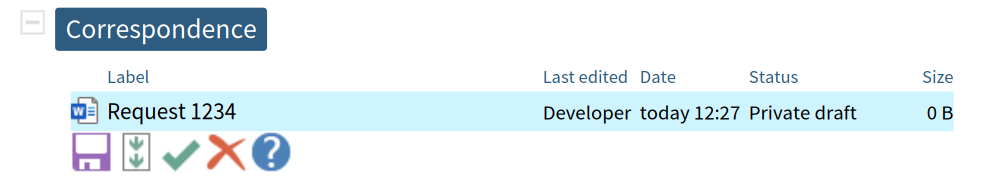 Correspondence
Label Last edited Date Status Size
W Request 1234 Developer today 12:27 Private draft 0 B
?